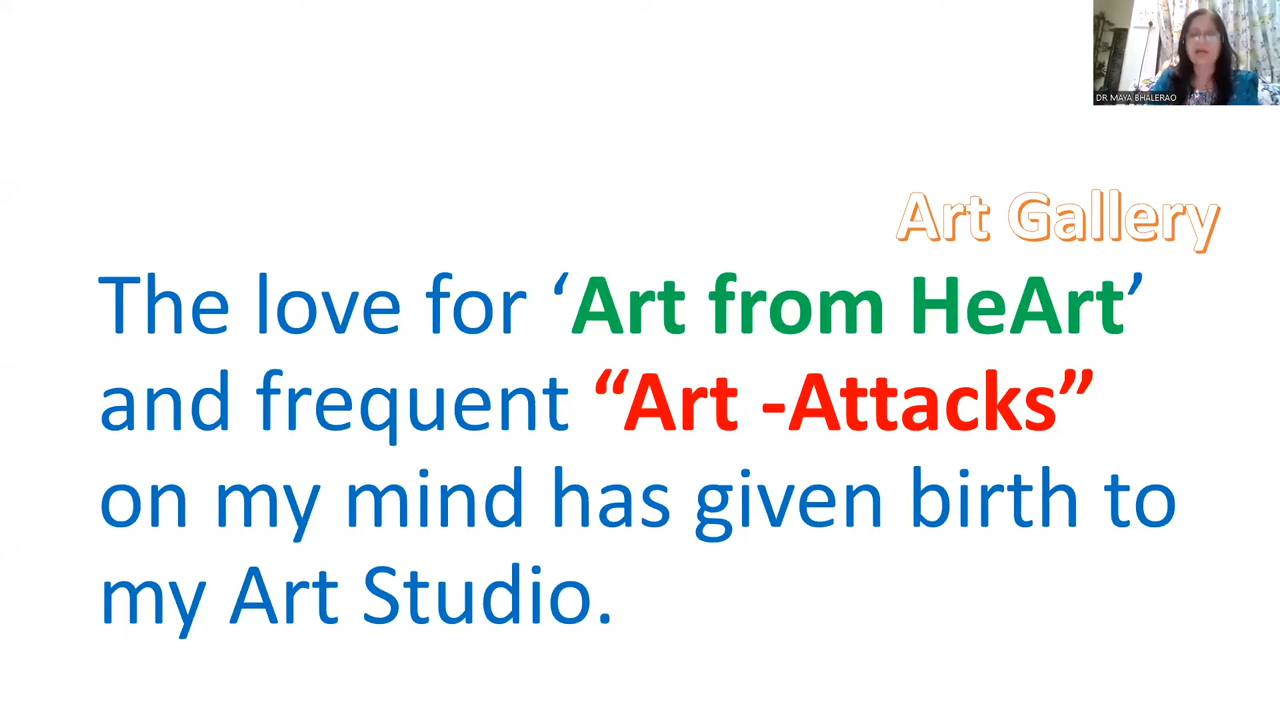 DR MAYA BHALERAO
Art Gallery
The love for ‘Art from HeArt’
and frequent “Art -Attacks”
on my mind has given birth to
my Art Studio.